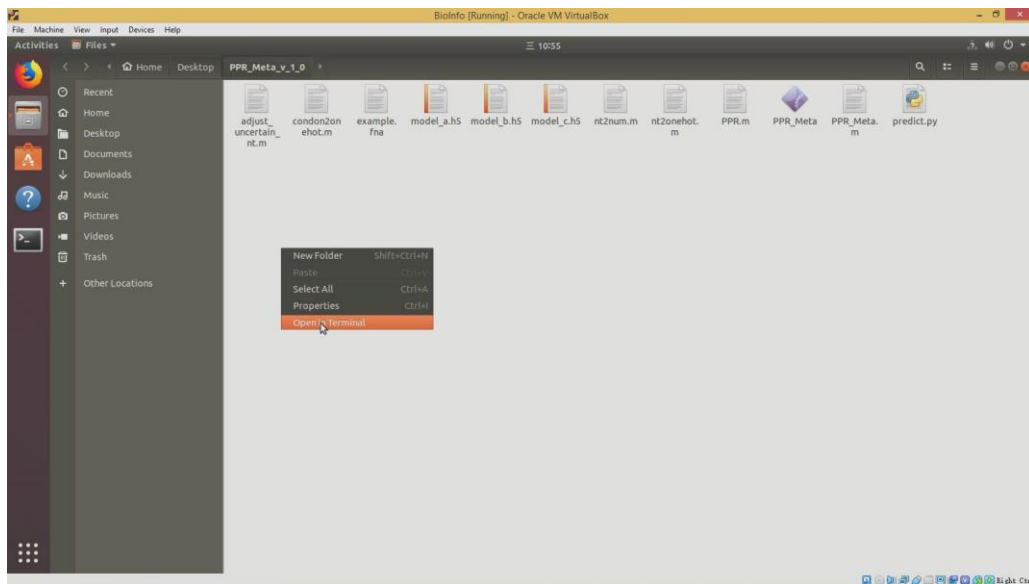 BioInfo [Running] - Oracle VM VirtualBox
File Machine View Input Devices Help
Activities Files 三 10:55
Home Desktop PPR_Meta_v_1_0
Recent
Home
Desktop
Documents
Downloads
Music
Pictures
Videos
Trash
+ Other Locations
adjust_
uncertain_
nt.m
condon2on
ehot.m
example.
fna
model_a.h5
model_b.h5
model_c.h5
nt2num.m
nt2onehot.
m
PPR.m
PPR_Meta
PPR_Meta.
m
predict.py
New Folder Shift+Ctrl+N
Paste Ctrl+V
Select All Ctrl+A
Properties Ctrl+I
Open in Terminal
Right Ctr